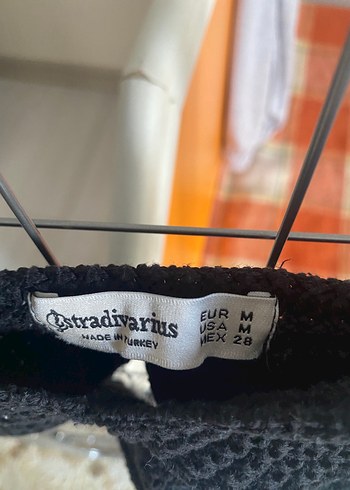 Stradivarius
MADE IN TURKEY
EUR M
USA M
MEX 28